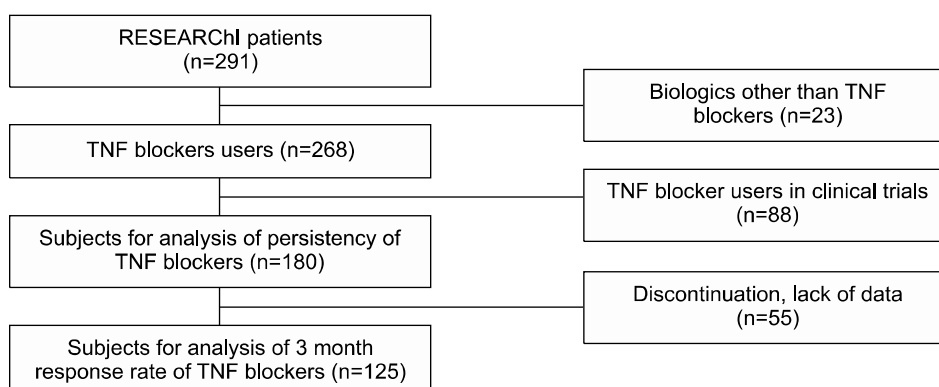 RESEARChI patients
(n=291)
Biologics other than TNF
blockers (n=23)
TNF blockers users (n=268)
TNF blocker users in clinical trials
(n=88)
Subjects for analysis of persistency of
TNF blockers (n=180)
Discontinuation, lack of data
(n=55)
Subjects for analysis of 3 month
response rate of TNF blockers (n=125)